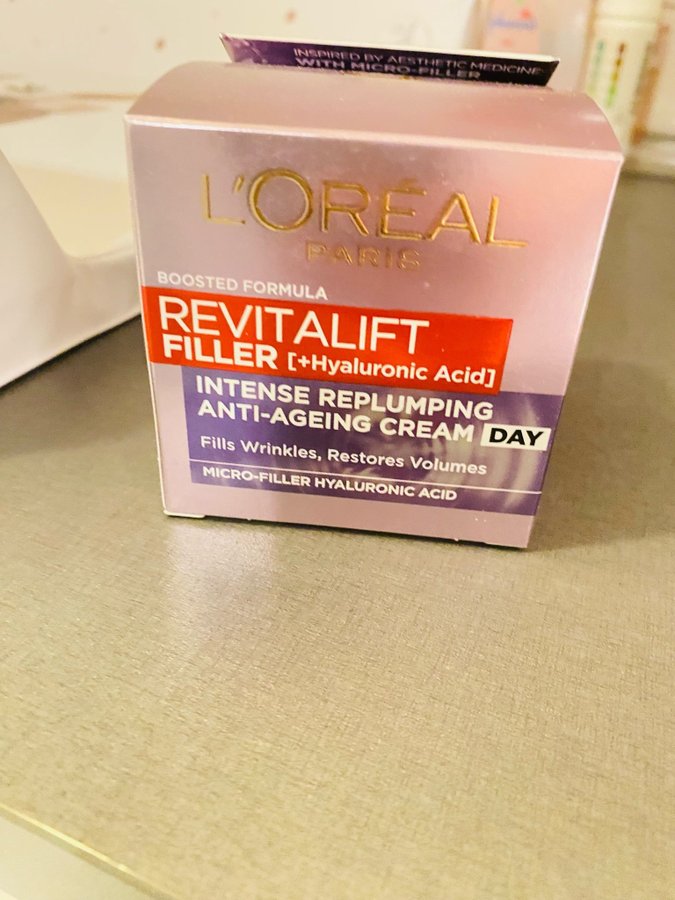 INSPIRED BY AESTHETIC MEDICINE
WITH MICRO-FILLER
L'ORÉAL
PARIS
BOOSTED FORMULA
REVITALIFT
FILLER [+Hyaluronic Acid]
INTENSE REPLUMPING
ANTI-AGEING CREAM DAY
Fills Wrinkles, Restores Volumes
MICRO-FILLER HYALURONIC ACID